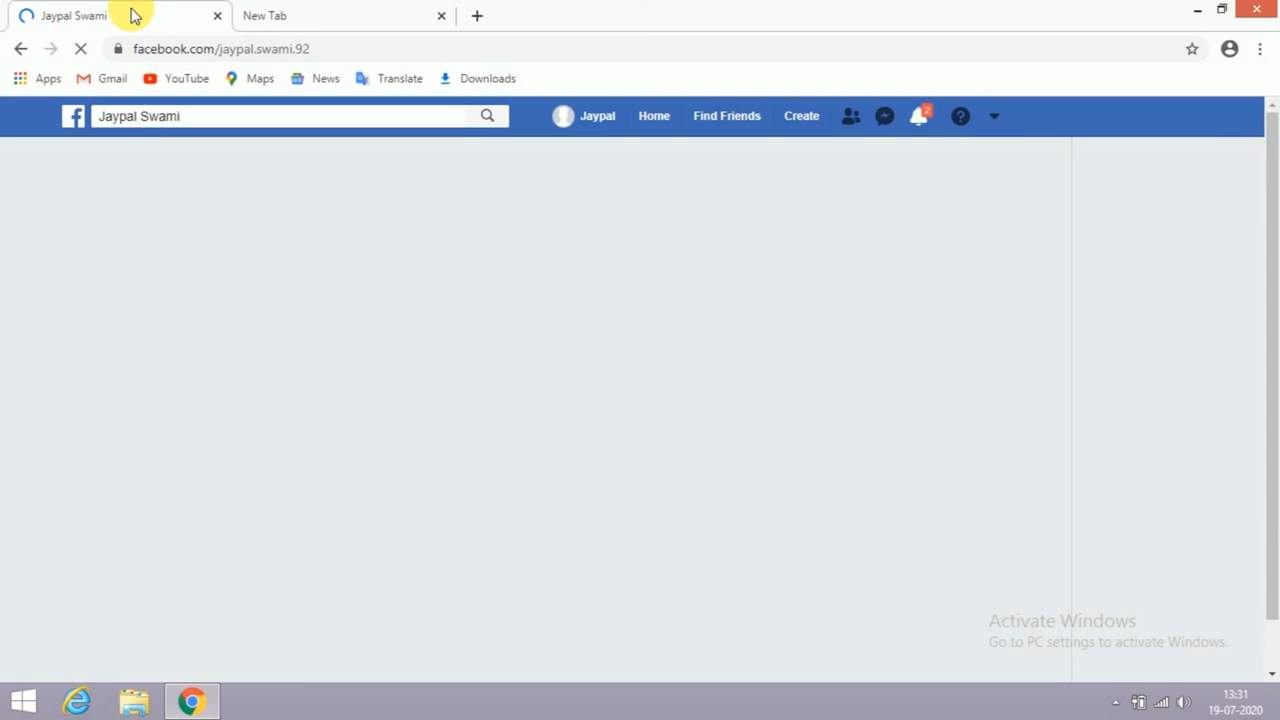 Jaypal Swami
New Tab
facebook.com/jaypal.swami.92
Apps Gmail YouTube Maps News Translate Downloads
f Jaypal Swami Jaypal Home Find Friends Create 2 ?
Activate Windows
Go to PC settings to activate Windows.
13:31
19-07-2020